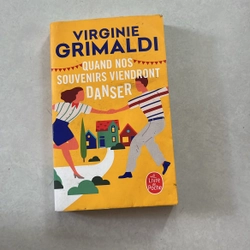 VIRGINIE
GRIMALDI
QUAND NOS
SOUVENIRS VIENDRONT
DANSER
Le Livre
de Poche